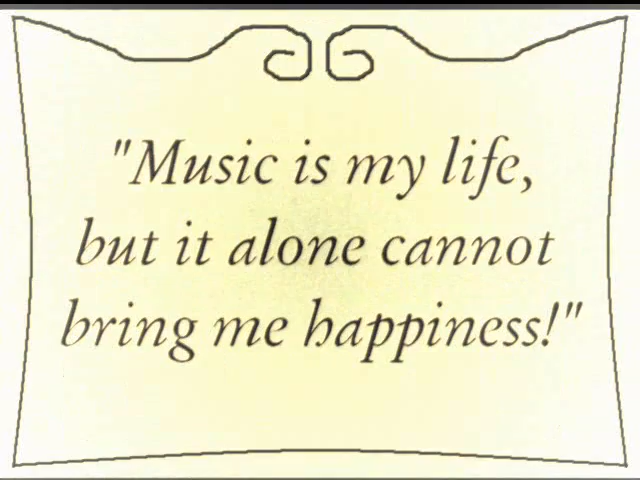 "Music is my life,
but it alone cannot
bring me happiness!"